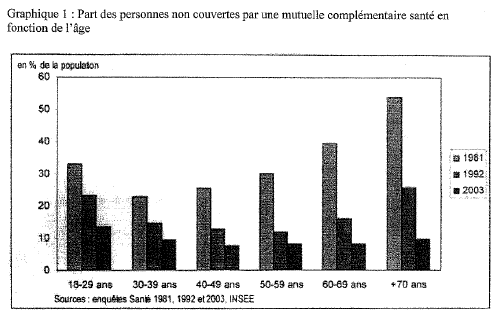 Graphique 1 : Part des personnes non couvertes par une mutuelle complémentaire santé en
fonction de l'âge
en % de la population
60
50
40
30
20
10
0
1981
1992
2003
18-29 ans 30-39 ans 40-49 ans 50-59 ans 60-69 ans +70 ans
Sources : enquêtes Santé 1981, 1992 et 2003, INSEE